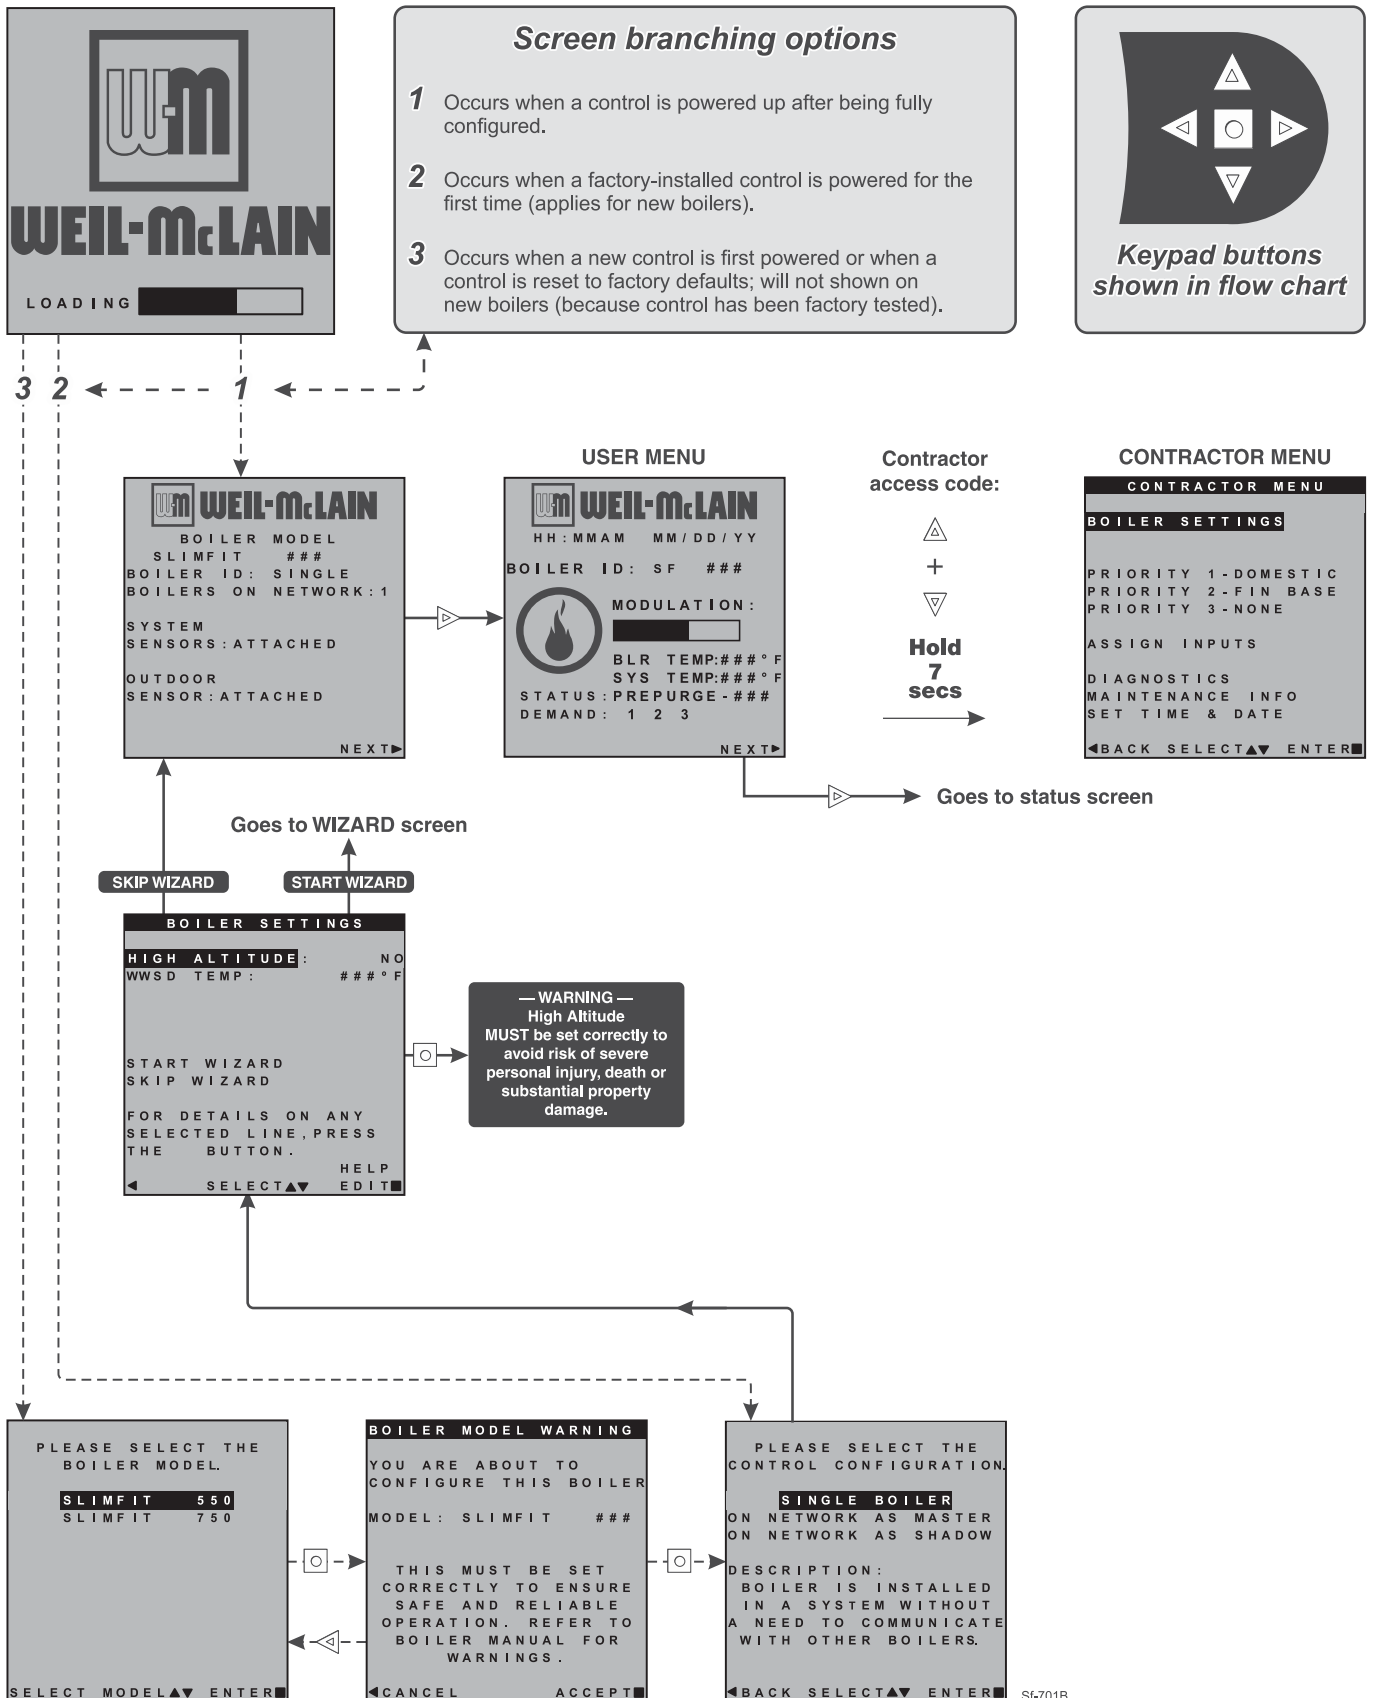 W-M
WEIL-McLAIN
LOADING
Screen branching options
1 Occurs when a control is powered up after being fully
configured.
2 Occurs when a factory-installed control is powered for the
first time (applies for new boilers).
3 Occurs when a new control is first powered or when a
control is reset to factory defaults; will not shown on
new boilers (because control has been factory tested).
Keypad buttons
shown in flow chart
3 2 1
W-M WEIL-McLAIN
BOILER MODEL
SLIMFIT ###
BOILER ID: SINGLE
BOILERS ON NETWORK:1
SYSTEM
SENSORS:ATTACHED
OUTDOOR
SENSOR:ATTACHED
NEXT▶
USER MENU
W-M WEIL-McLAIN
HH:MMAM MM/DD/YY
BOILER ID: SF ###
MODULATION:
BLR TEMP:###°F
SYS TEMP:###°F
STATUS:PREPURGE-###
DEMAND: 1 2 3
NEXT▶
Goes to status screen
Contractor
access code:
+
Hold
7
secs
CONTRACTOR MENU
CONTRACTOR MENU
BOILER SETTINGS
PRIORITY 1-DOMESTIC
PRIORITY 2-FIN BASE
PRIORITY 3-NONE
ASSIGN INPUTS
DIAGNOSTICS
MAINTENANCE INFO
SET TIME & DATE
◀BACK SELECT▲▼ ENTER■
Goes to WIZARD screen
SKIP WIZARD
START WIZARD
BOILER SETTINGS
HIGH ALTITUDE: NO
WWSD TEMP: ###°F
START WIZARD
SKIP WIZARD
FOR DETAILS ON ANY
SELECTED LINE,PRESS
THE BUTTON.
HELP
◀ SELECT▲▼ EDIT■
— WARNING —
High Altitude
MUST be set correctly to
avoid risk of severe
personal injury, death or
substantial property
damage.
PLEASE SELECT THE
BOILER MODEL.
SLIMFIT 550
SLIMFIT 750
SELECT MODEL▲▼ ENTER■
BOILER MODEL WARNING
YOU ARE ABOUT TO
CONFIGURE THIS BOILER
MODEL: SLIMFIT ###
THIS MUST BE SET
CORRECTLY TO ENSURE
SAFE AND RELIABLE
OPERATION. REFER TO
BOILER MANUAL FOR
WARNINGS.
◀CANCEL ACCEPT■
PLEASE SELECT THE
CONTROL CONFIGURATION.
SINGLE BOILER
ON NETWORK AS MASTER
ON NETWORK AS SHADOW
DESCRIPTION:
BOILER IS INSTALLED
IN A SYSTEM WITHOUT
A NEED TO COMMUNICATE
WITH OTHER BOILERS.
◀BACK SELECT▲▼ ENTER■
Sf-701B